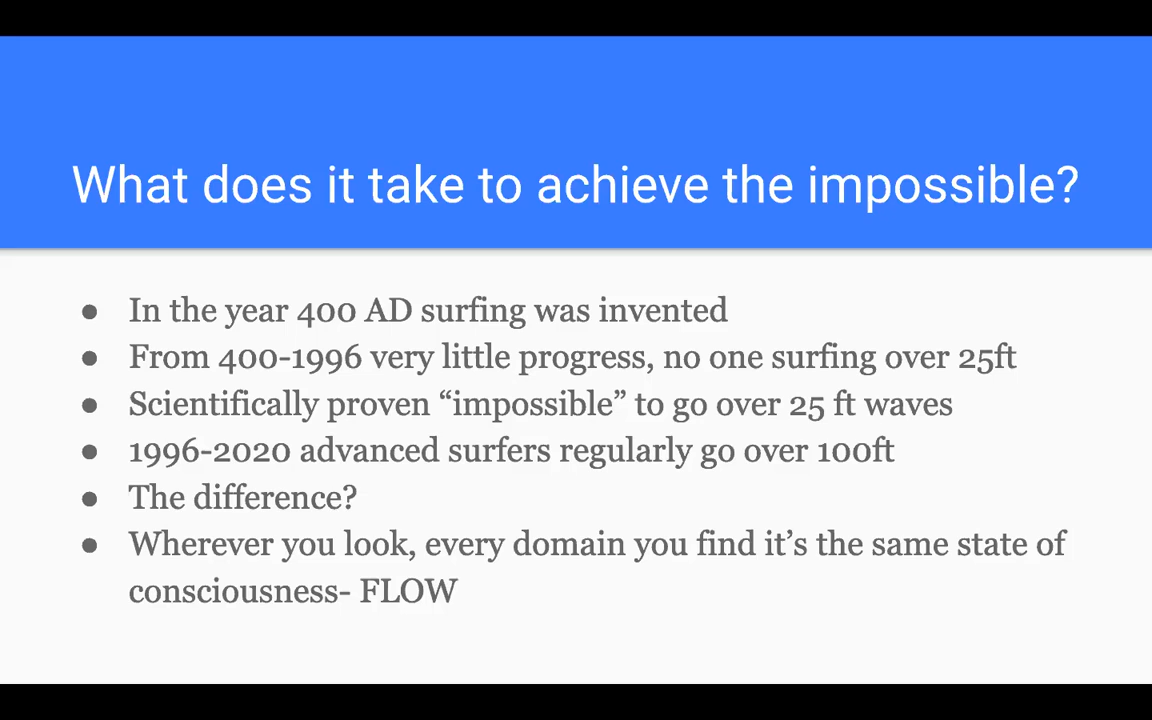 What does it take to achieve the impossible?
● In the year 400 AD surfing was invented
● From 400-1996 very little progress, no one surfing over 25ft
● Scientifically proven “impossible” to go over 25 ft waves
● 1996-2020 advanced surfers regularly go over 100ft
● The difference?
● Wherever you look, every domain you find it’s the same state of
consciousness- FLOW